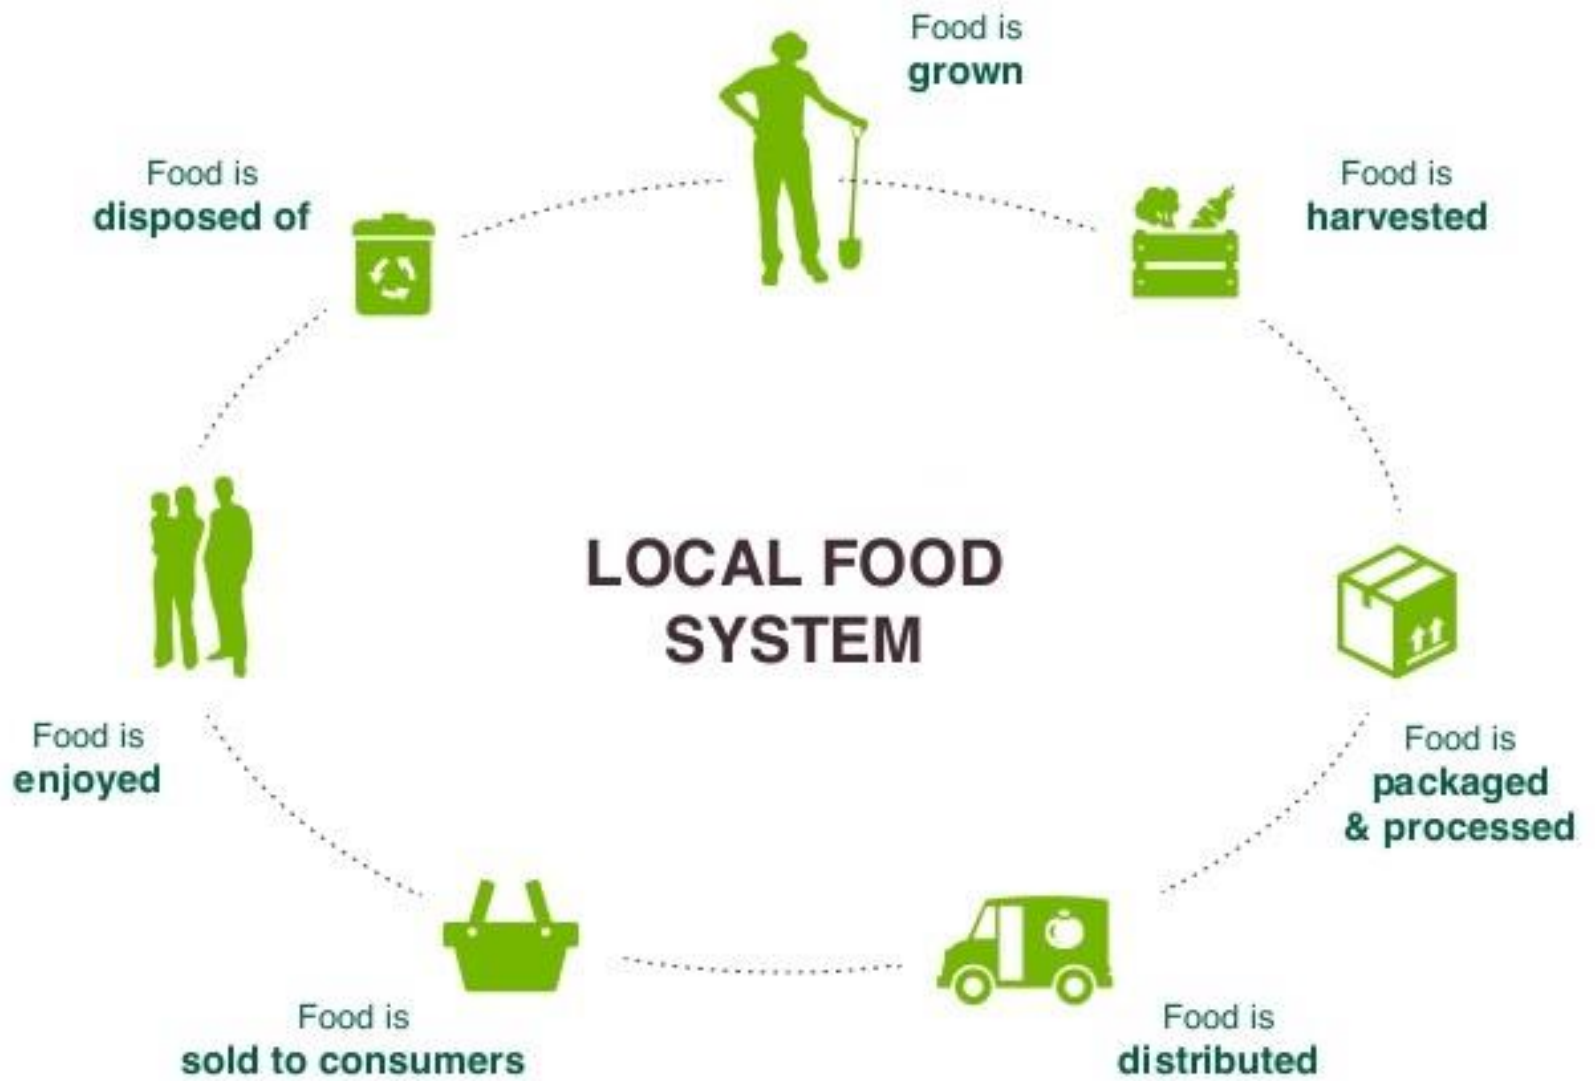 Food is
grown
Food is
harvested
Food is
packaged
& processed
Food is
distributed
Food is
sold to consumers
Food is
enjoyed
Food is
disposed of
LOCAL FOOD
SYSTEM